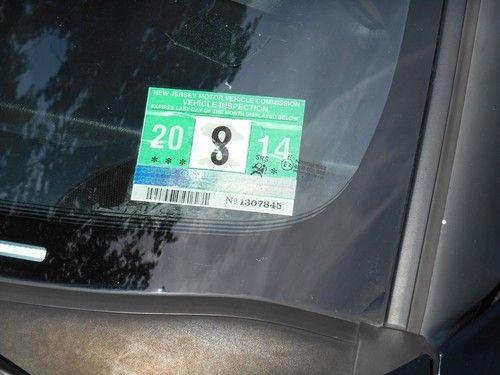 NEW JERSEY MOTOR VEHICLE COMMISSION
VEHICLE INSPECTION
EXPIRES LAST DAY OF THE MONTH DISPLAYED BELOW
20 8 14
* * *
SRS
No 1307845